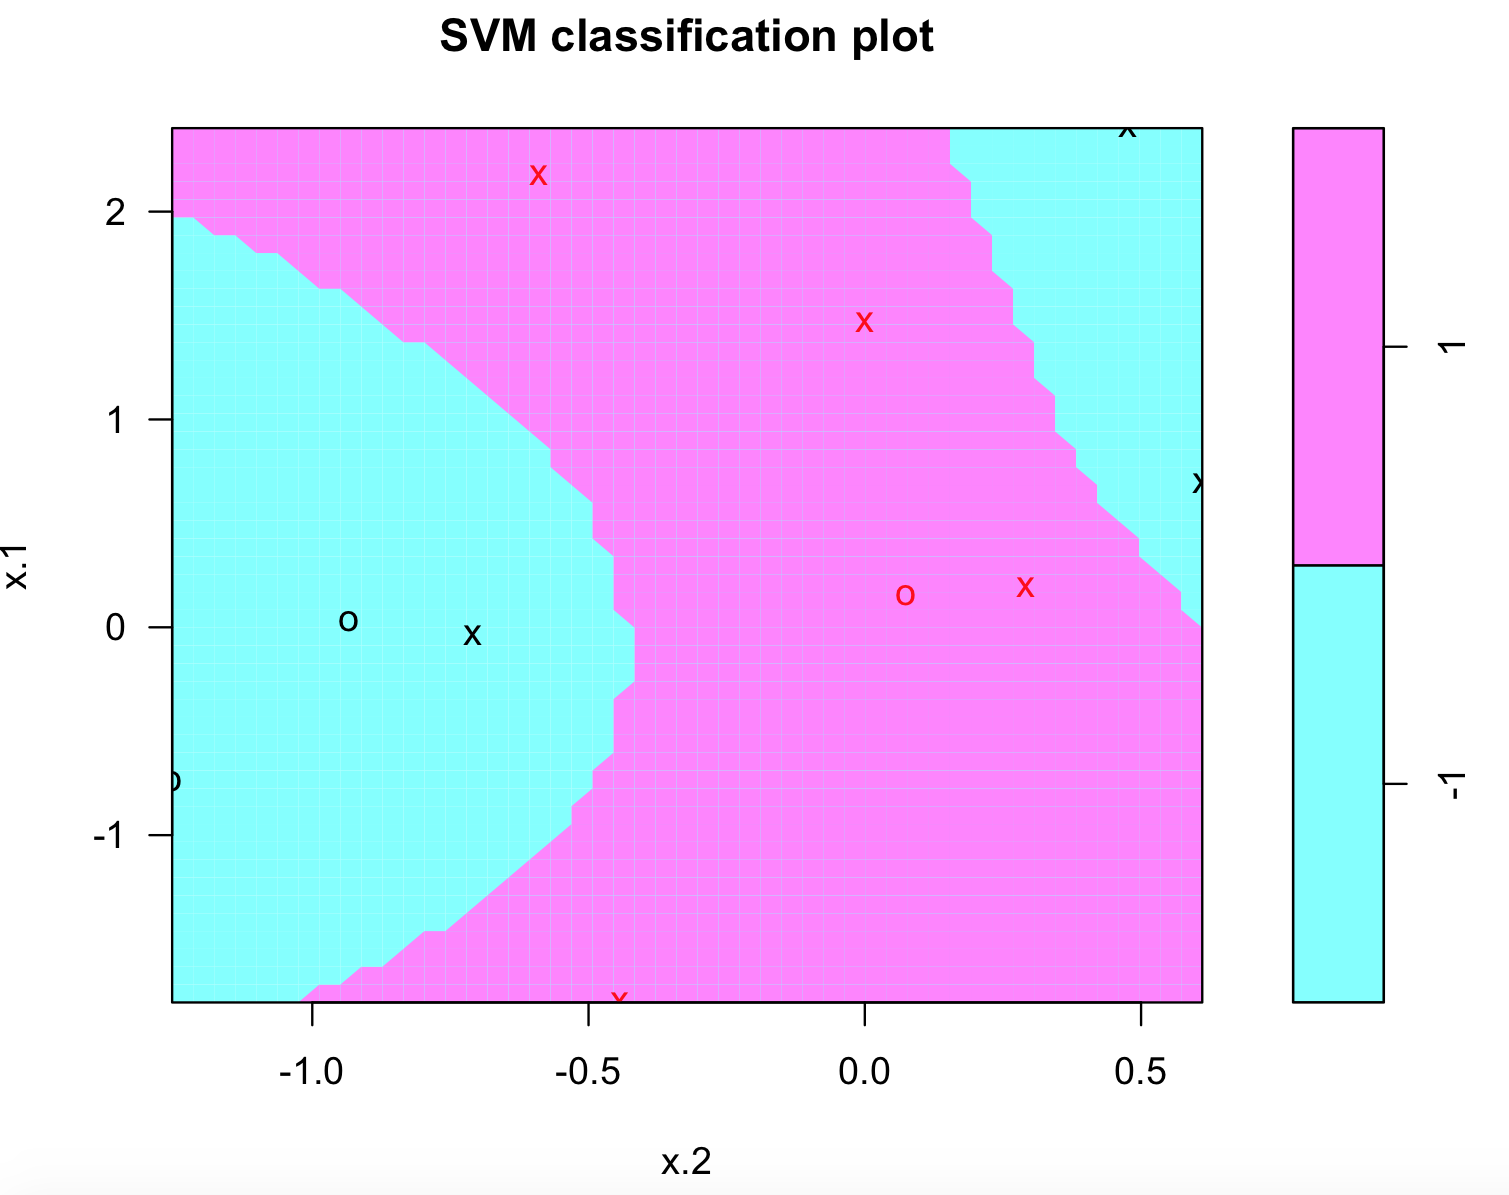 SVM classification plot
2
1
0
-1
x.1
-1.0 -0.5 0.0 0.5
x.2
1
-1
x
x
x
x
o
x
o
x
o
x